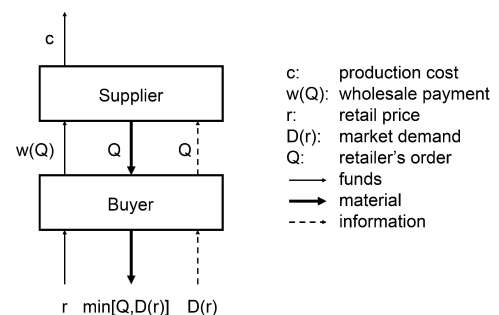 c
Supplier
w(Q) Q Q
Buyer
r min[Q,D(r)] D(r)
c: production cost
w(Q): wholesale payment
r: retail price
D(r): market demand
Q: retailer's order
funds
material
information